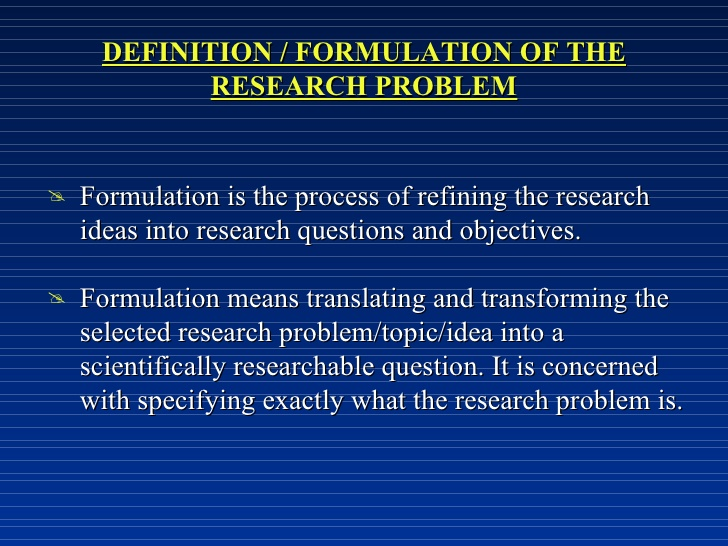 DEFINITION / FORMULATION OF THE
RESEARCH PROBLEM
Formulation is the process of refining the research
ideas into research questions and objectives.
Formulation means translating and transforming the
selected research problem/topic/idea into a
scientifically researchable question. It is concerned
with specifying exactly what the research problem is.